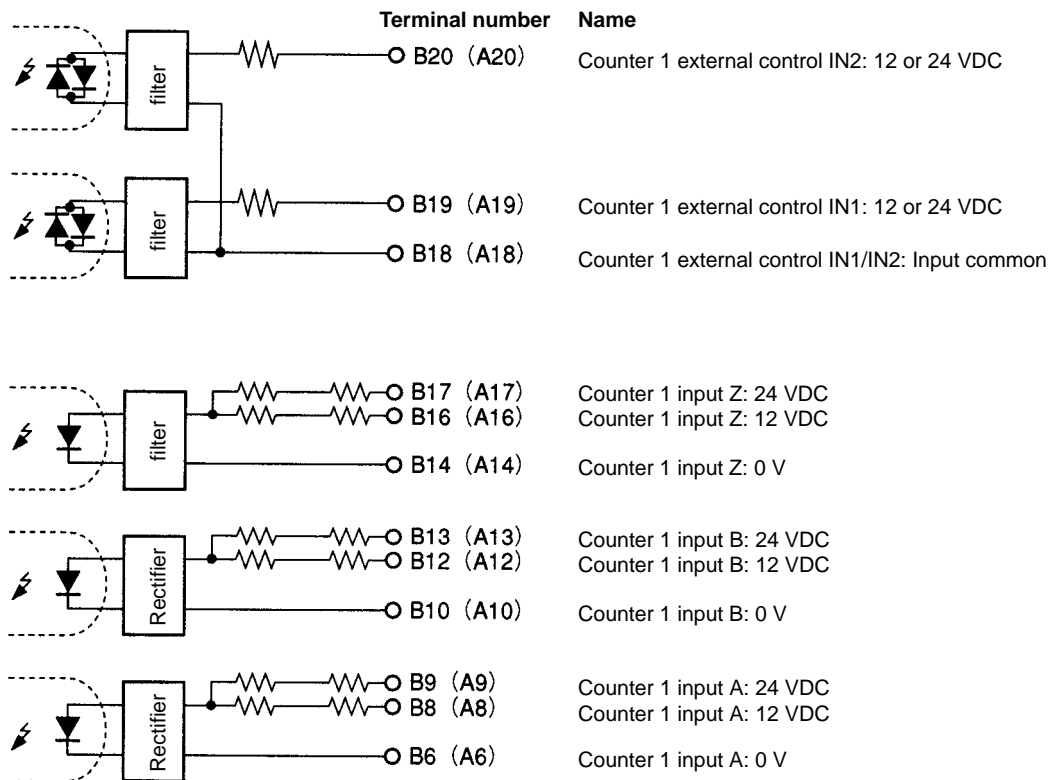 Terminal number Name
filter B20 (A20) Counter 1 external control IN2: 12 or 24 VDC
filter B19 (A19) Counter 1 external control IN1: 12 or 24 VDC
B18 (A18) Counter 1 external control IN1/IN2: Input common
filter B17 (A17) Counter 1 input Z: 24 VDC
B16 (A16) Counter 1 input Z: 12 VDC
B14 (A14) Counter 1 input Z: 0 V
Rectifier B13 (A13) Counter 1 input B: 24 VDC
B12 (A12) Counter 1 input B: 12 VDC
B10 (A10) Counter 1 input B: 0 V
Rectifier B9 (A9) Counter 1 input A: 24 VDC
B8 (A8) Counter 1 input A: 12 VDC
B6 (A6) Counter 1 input A: 0 V